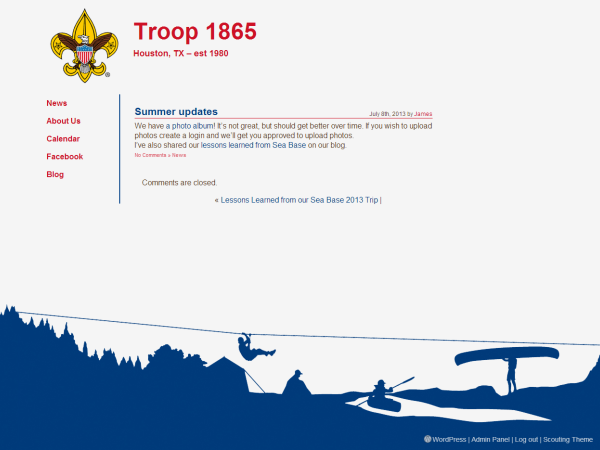 Troop 1865
Houston, TX – est 1980
News
About Us
Calendar
Facebook
Blog
Summer updates
July 8th, 2013 by James
We have a photo album! It's not great, but should get better over time. If you wish to upload
photos create a login and we'll get you approved to upload photos.
I've also shared our lessons learned from Sea Base on our blog.
No Comments » News
Comments are closed.
« Lessons Learned from our Sea Base 2013 Trip |
WordPress | Admin Panel | Log out | Scouting Theme